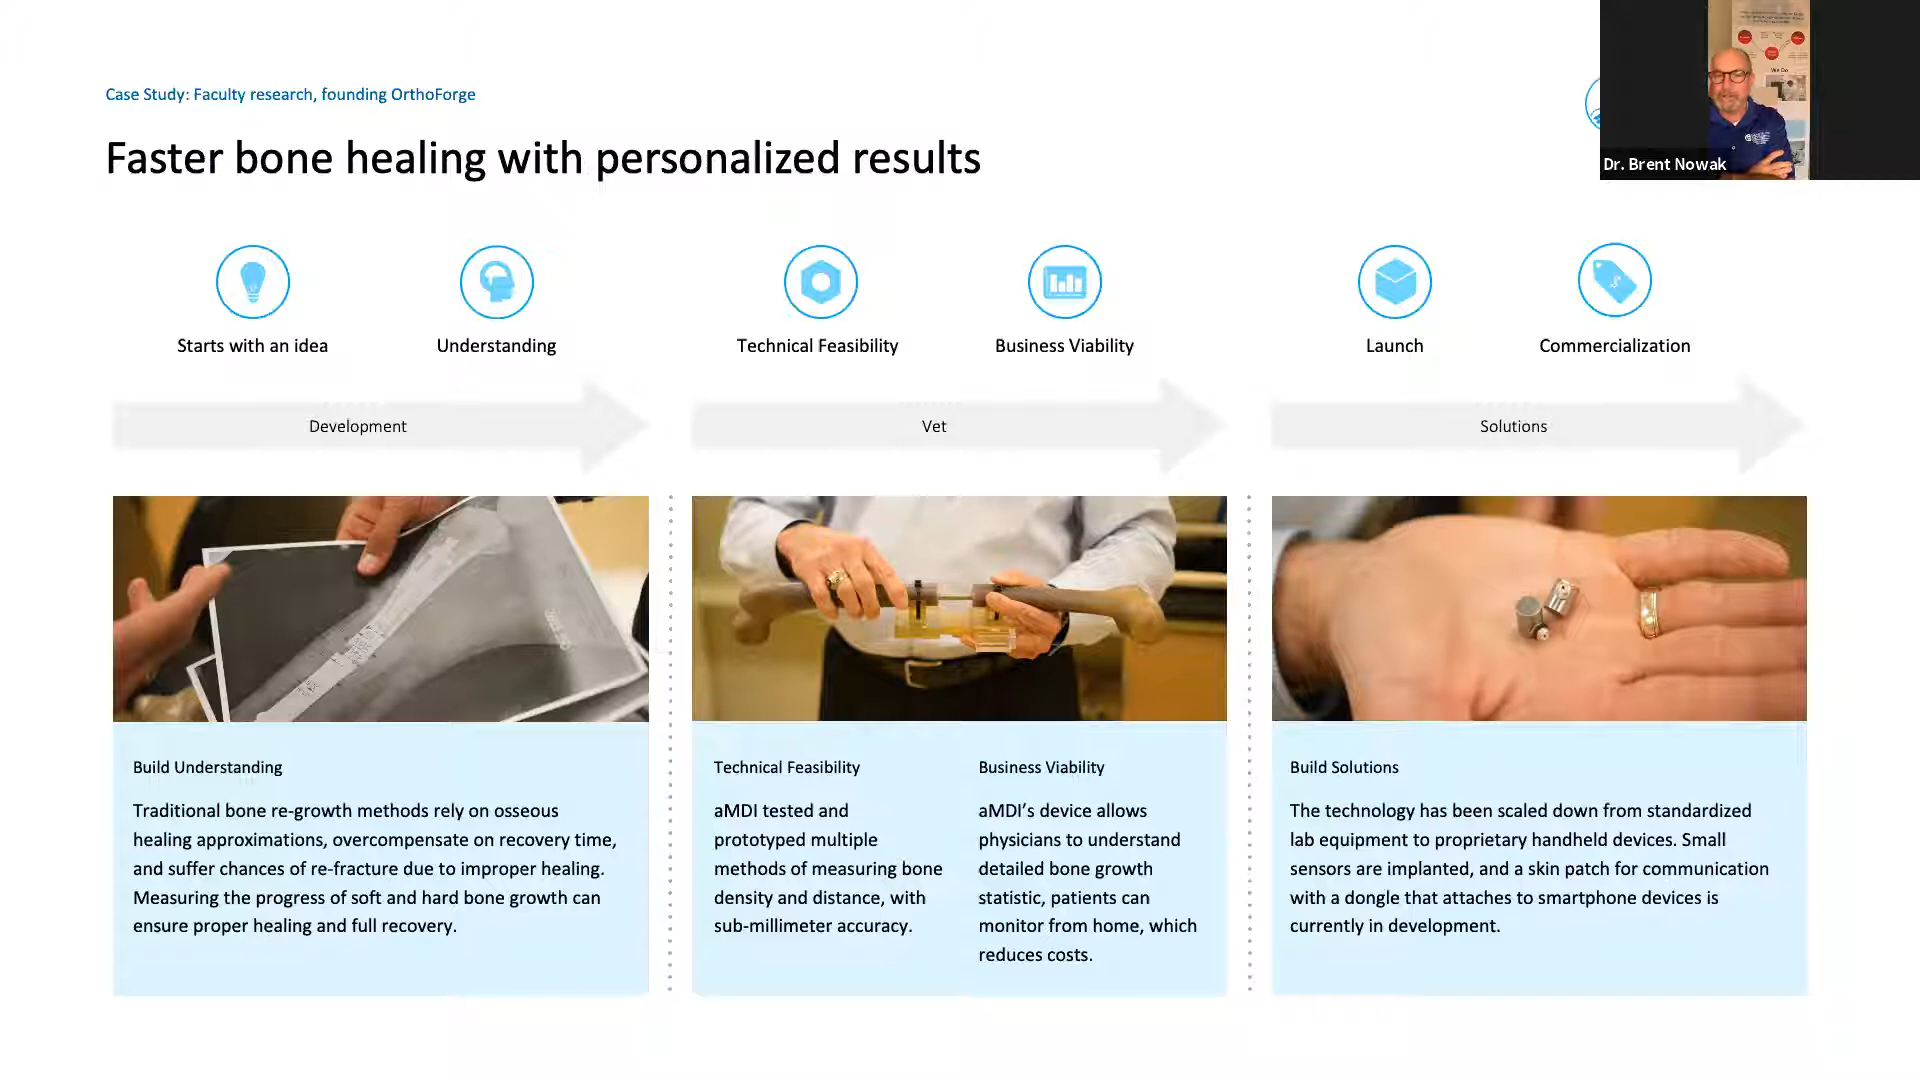 Case Study: Faculty research, founding OrthoForge
Faster bone healing with personalized results
We Do
Dr. Brent Nowak
Starts with an idea
Understanding
Technical Feasibility
Business Viability
Launch
Commercialization
Development
Vet
Solutions
Build Understanding
Traditional bone re-growth methods rely on osseous
healing approximations, overcompensate on recovery time,
and suffer chances of re-fracture due to improper healing.
Measuring the progress of soft and hard bone growth can
ensure proper healing and full recovery.
Technical Feasibility
aMDI tested and
prototyped multiple
methods of measuring bone
density and distance, with
sub-millimeter accuracy.
Business Viability
aMDI’s device allows
physicians to understand
detailed bone growth
statistic, patients can
monitor from home, which
reduces costs.
Build Solutions
The technology has been scaled down from standardized
lab equipment to proprietary handheld devices. Small
sensors are implanted, and a skin patch for communication
with a dongle that attaches to smartphone devices is
currently in development.